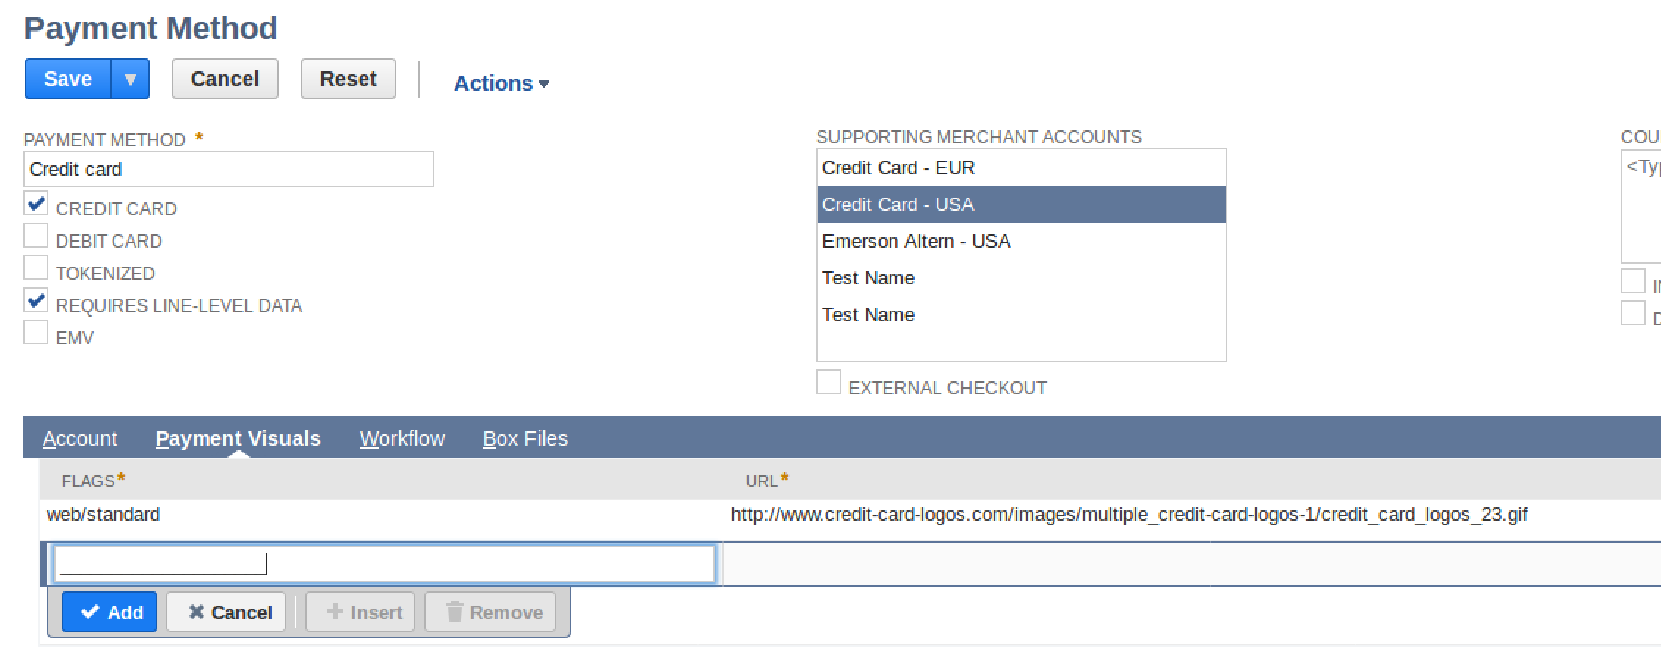 Payment Method
Save Cancel Reset Actions
PAYMENT METHOD *
Credit card
CREDIT CARD
DEBIT CARD
TOKENIZED
REQUIRES LINE-LEVEL DATA
EMV
SUPPORTING MERCHANT ACCOUNTS
Credit Card - EUR
Credit Card - USA
Emerson Altern - USA
Test Name
Test Name
EXTERNAL CHECKOUT
COU
<Typ
Account Payment Visuals Workflow Box Files
FLAGS* URL*
web/standard http://www.credit-card-logos.com/images/multiple_credit-card-logos-1/credit_card_logos_23.gif
Add Cancel Insert Remove